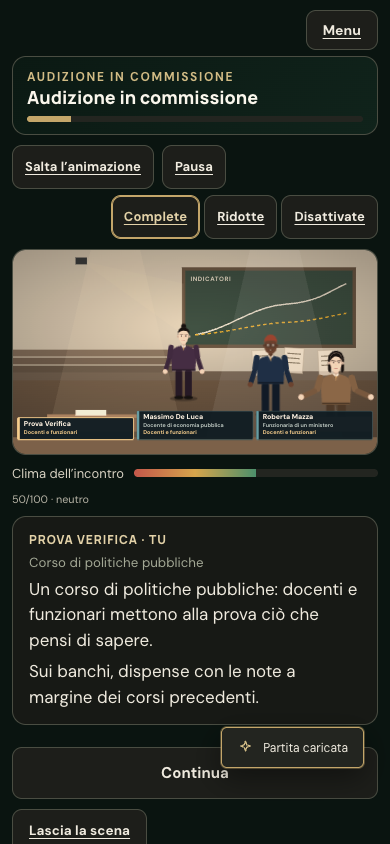 Menu
AUDIZIONE IN COMMISSIONE
Audizione in commissione
Salta l’animazione
Pausa
Complete
Ridotte
Disattivate
INDICATORI
Prova Verifica
Docenti e funzionari
Massimo De Luca
Docente di economia pubblica
Docenti e funzionari
Roberta Mazza
Funzionaria di un ministero
Docenti e funzionari
Clima dell’incontro
50/100 · neutro
PROVA VERIFICA · TU
Corso di politiche pubbliche
Un corso di politiche pubbliche: docenti e
funzionari mettono alla prova ciò che
pensi di sapere.
Sui banchi, dispense con le note a
margine dei corsi precedenti.
Partita caricata
Continua
Lascia la scena